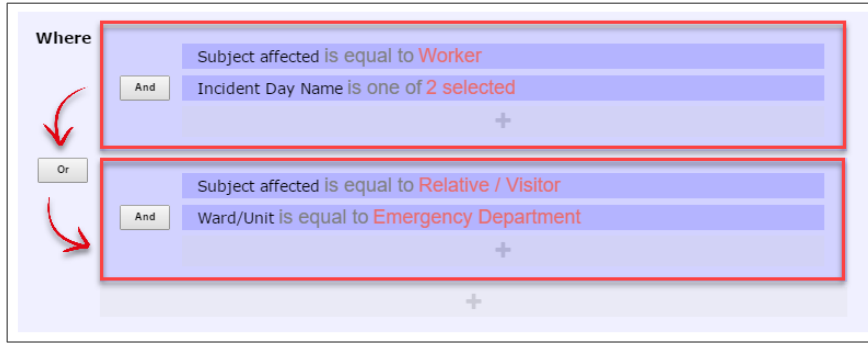 Where
Subject affected is equal to Worker
And
Incident Day Name is one of 2 selected
Or
Subject affected is equal to Relative / Visitor
And
Ward/Unit is equal to Emergency Department